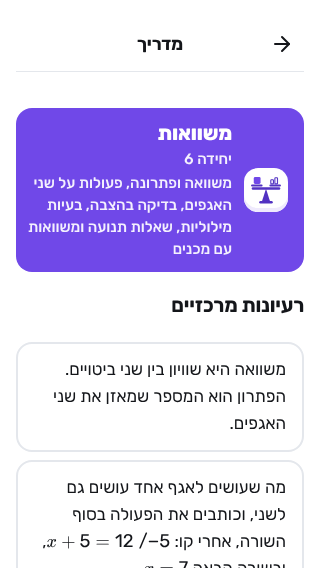 מדריך
משוואות
יחידה 6
משוואה ופתרונה, פעולות על שני
האגפים, בדיקה בהצבה, בעיות
מילוליות, שאלות תנועה ומשוואות
עם מכנים
רעיונות מרכזיים
משוואה היא שוויון בין שני ביטויים.
הפתרון הוא המספר שמאזן את שני
האגפים.
מה שעושים לאגף אחד עושים גם
לשני, וכותבים את הפעולה בסוף
השורה, אחרי קו: x + 5 = 12 /−5,